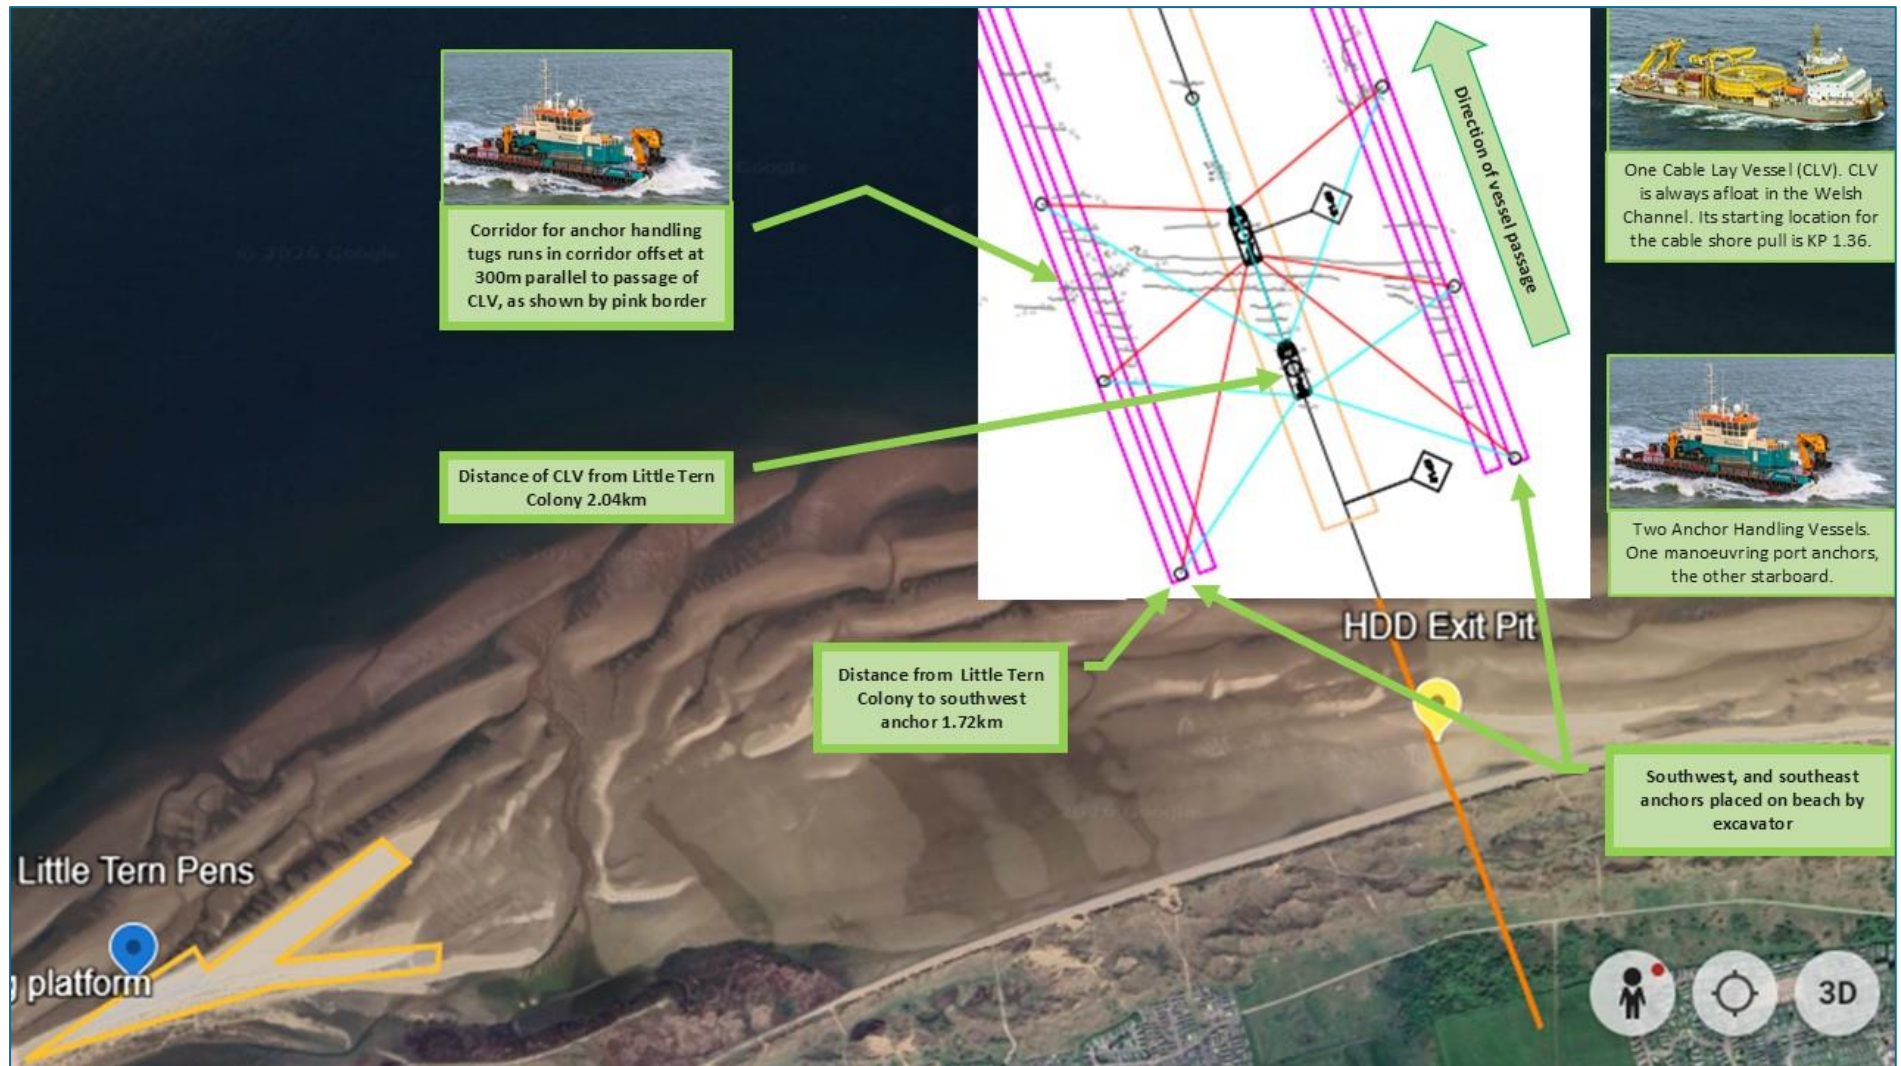 Corridor for anchor handling
tugs runs in corridor offset at
300m parallel to passage of
CLV, as shown by pink border
Direction of vessel passage
One Cable Lay Vessel (CLV). CLV
is always afloat in the Welsh
Channel. Its starting location for
the cable shore pull is KP 1.36.
Distance of CLV from Little Tern
Colony 2.04km
Two Anchor Handling Vessels.
One manoeuvring port anchors,
the other starboard.
HDD Exit Pit
Distance from Little Tern
Colony to southwest
anchor 1.72km
Southwest, and southeast
anchors placed on beach by
excavator
Little Tern Pens
platform
3D
Google
© 2026 Google
2026 Google